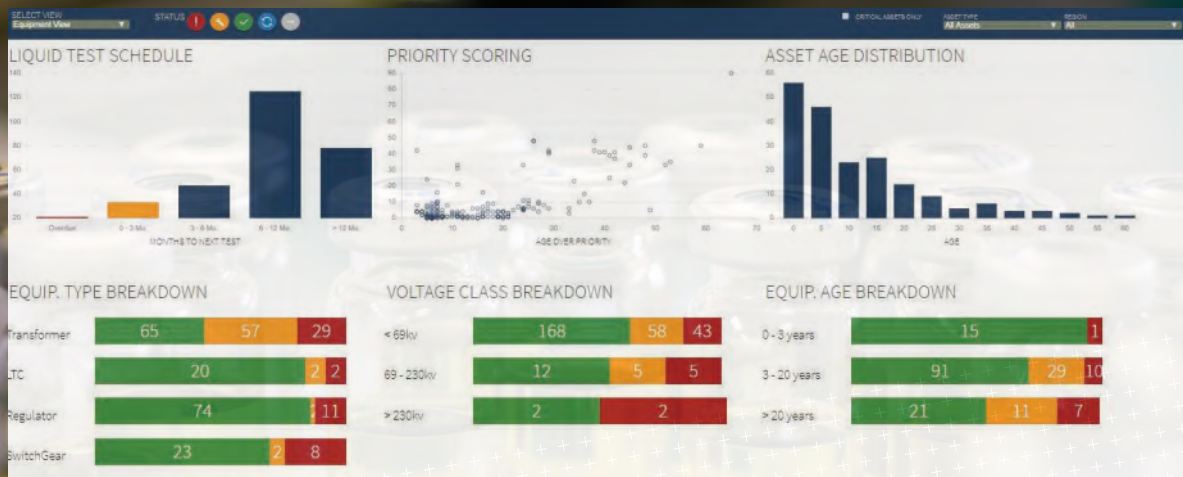 SELECT VIEW
Equipment View
STATUS
CRITICAL ASSETS ONLY
ASSET TYPE
All Assets
REGION
All
LIQUID TEST SCHEDULE
140
120
100
80
60
40
20
Overdue
0 - 3 Mo.
3 - 6 Mo.
6 - 12 Mo.
> 12 Mo.
MONTHS TO NEXT TEST
PRIORITY SCORING
90
80
70
60
50
40
30
20
10
0
0 10 20 30 40 50 60 70
AGE OVER PRIORITY
ASSET AGE DISTRIBUTION
60
50
40
30
20
10
0
0 5 10 15 20 25 30 35 40 45 50 55 60
AGE
EQUIP. TYPE BREAKDOWN
Transformer 65 57 29
LTC 20 2 2
Regulator 74 11
SwitchGear 23 2 8
VOLTAGE CLASS BREAKDOWN
< 69kv 168 58 43
69 - 230kv 12 5 5
> 230kv 2 2
EQUIP. AGE BREAKDOWN
0 - 3 years 15 1
3 - 20 years 91 29 10
> 20 years 21 11 7